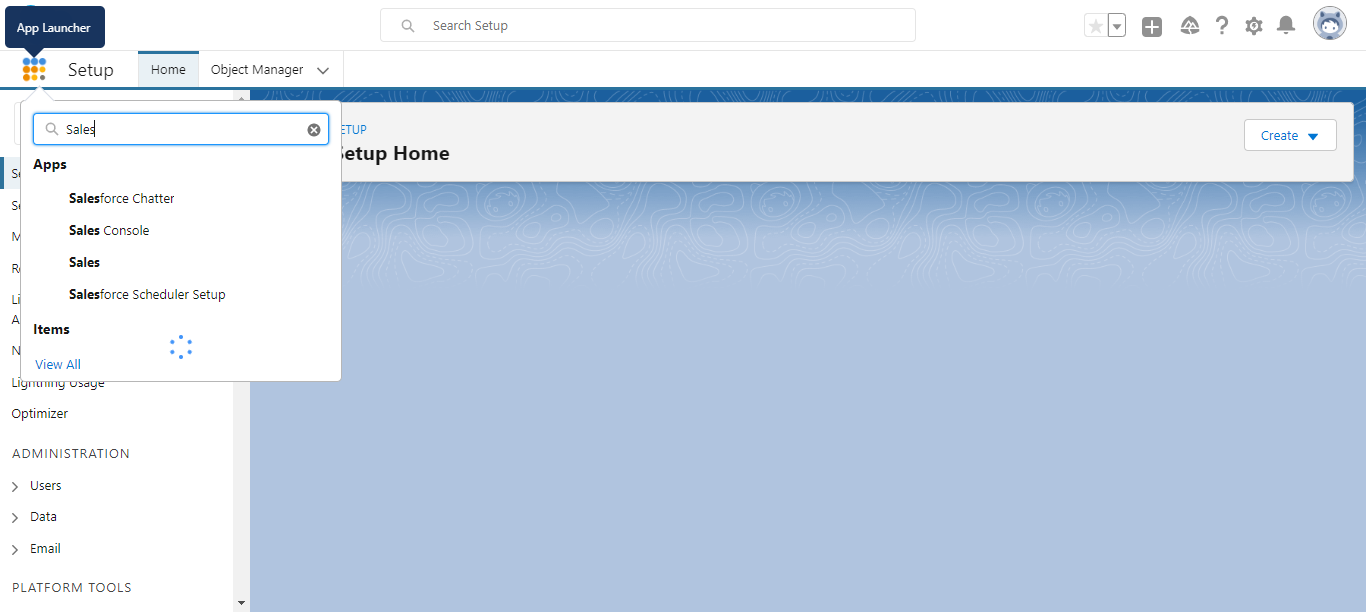 App Launcher
Search Setup
Setup
Home
Object Manager
Sales
Apps
Salesforce Chatter
Sales Console
Sales
Salesforce Scheduler Setup
Items
View All
ETUP
Setup Home
Create
Lightning Usage
Optimizer
ADMINISTRATION
Users
Data
Email
PLATFORM TOOLS